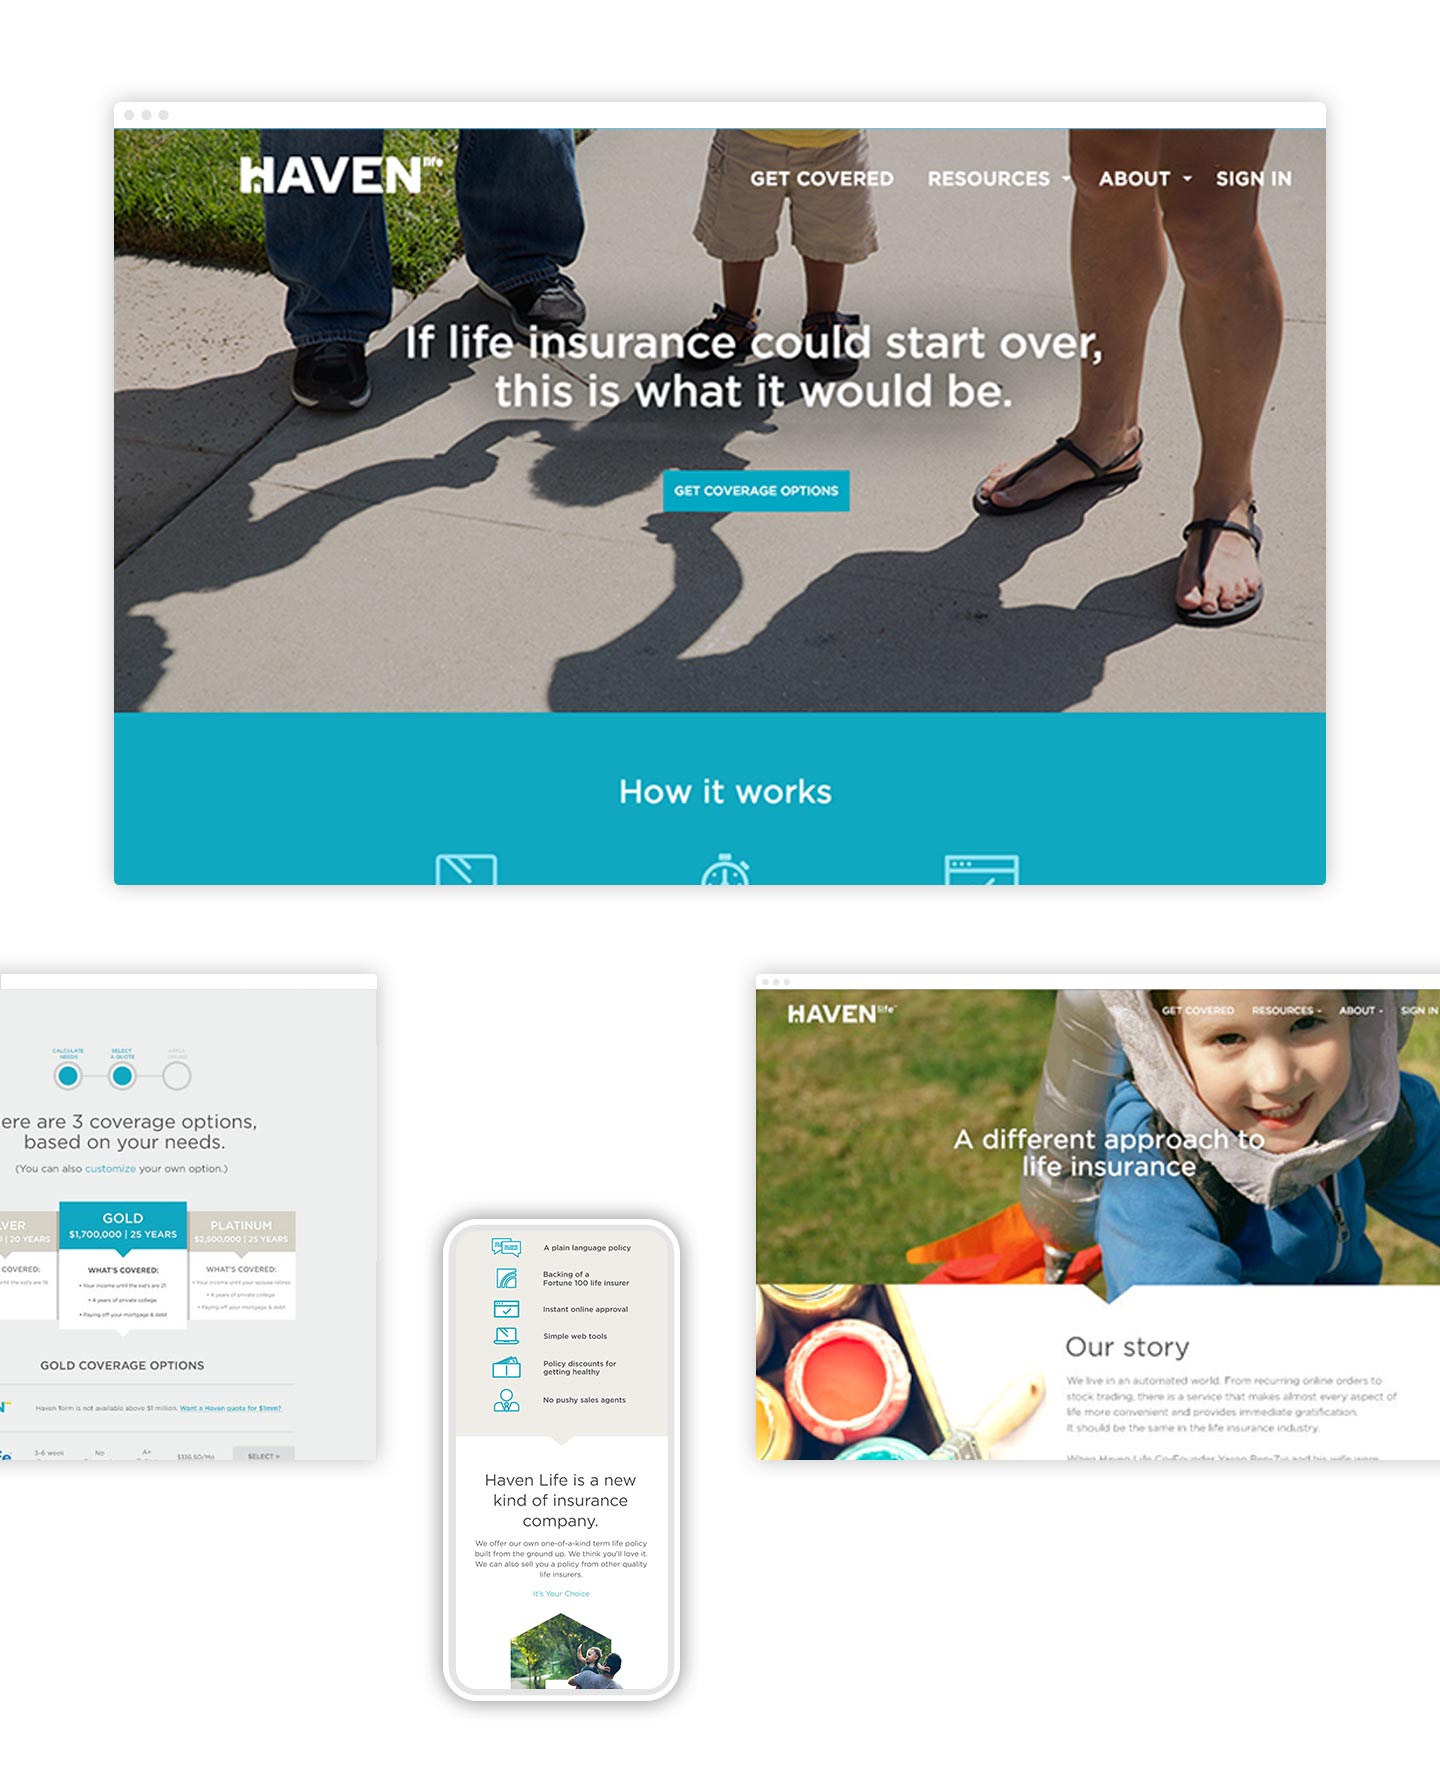 HAVEN life
GET COVERED RESOURCES ABOUT SIGN IN
If life insurance could start over,
this is what it would be.
GET COVERAGE OPTIONS
How it works
CALCULATE
NEEDS
SELECT
A QUOTE
APPLY
ONLINE
ere are 3 coverage options,
based on your needs.
(You can also customize your own option.)
VER
| 20 YEARS
GOLD
$1,700,000 | 25 YEARS
PLATINUM
$2,500,000 | 25 YEARS
COVERED:
WHAT'S COVERED:
• Your income until the kid's are 21
• 4 years of private college
• Paying off your mortgage & debt
WHAT'S COVERED:
• Your income until your spouse retires
• 4 years of private college
• Paying off your mortgage & debt
GOLD COVERAGE OPTIONS
Haven Term is not available above $1 million. Want a Haven quote for $1mm?
3-6 week No A+ $136.50/Mo SELECT »
A plain language policy
Backing of a
Fortune 100 life insurer
Instant online approval
Simple web tools
Policy discounts for
getting healthy
No pushy sales agents
Haven Life is a new
kind of insurance
company.
We offer our own one-of-a-kind term life policy
built from the ground up. We think you'll love it.
We can also sell you a policy from other quality
life insurers.
It's Your Choice
HAVEN life
GET COVERED RESOURCES ABOUT SIGN IN
A different approach to
life insurance
Our story
We live in an automated world. From recurring online orders to
stock trading, there is a service that makes almost every aspect of
life more convenient and provides immediate gratification.
It should be the same in the life insurance industry.
When Haven Life Co-Founder Yaron Ben-Zvi and his wife were